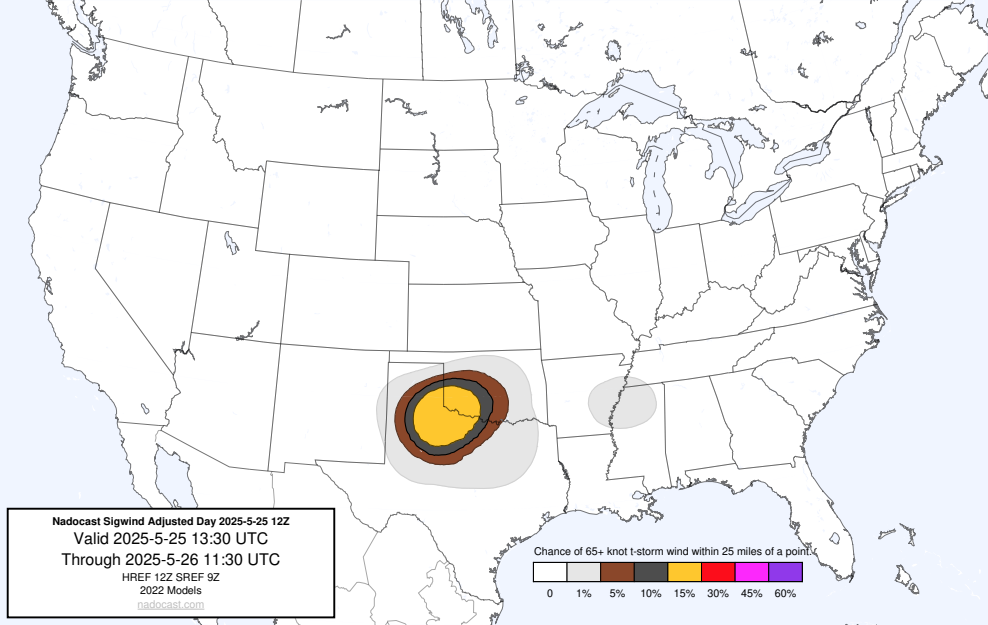 Nadocast Sigwind Adjusted Day 2025-5-25 12Z
Valid 2025-5-25 13:30 UTC
Through 2025-5-26 11:30 UTC
HREF 12Z SREF 9Z
2022 Models
nadocast.com
Chance of 65+ knot t-storm wind within 25 miles of a point.
0 1% 5% 10% 15% 30% 45% 60%